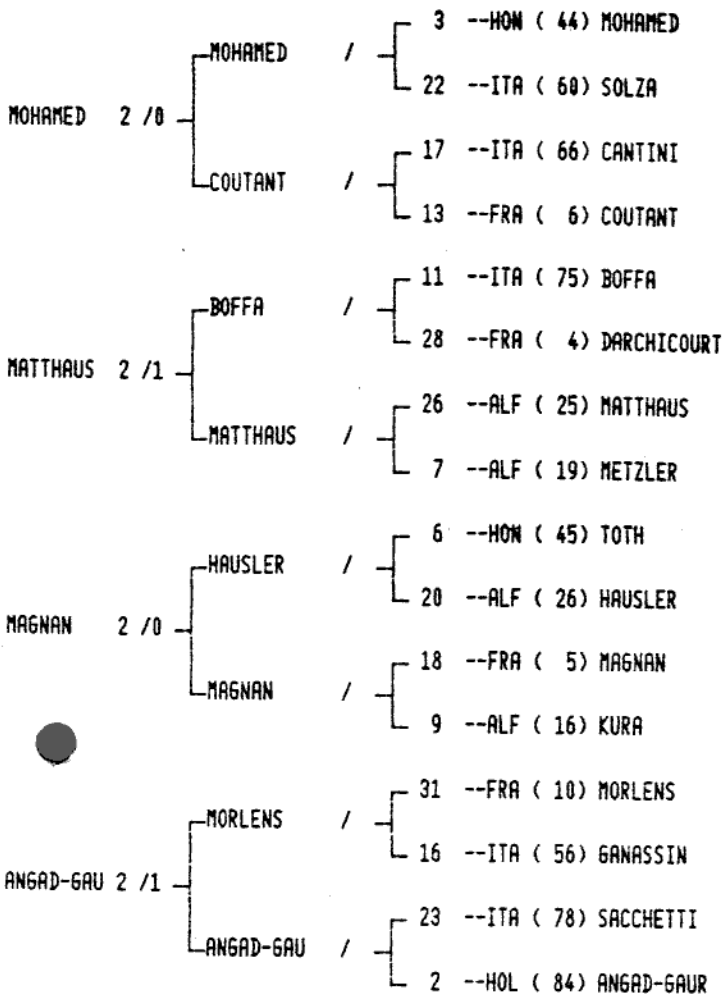 3 --HON ( 44) MOHAMED
MOHAMED /
22 --ITA ( 60) SOLZA
MOHAMED 2 /0
17 --ITA ( 66) CANTINI
COUTANT /
13 --FRA ( 6) COUTANT
11 --ITA ( 75) BOFFA
BOFFA /
28 --FRA ( 4) DARCHICOURT
MATTHAUS 2 /1
26 --ALF ( 25) MATTHAUS
MATTHAUS /
7 --ALF ( 19) METZLER
6 --HON ( 45) TOTH
HAUSLER /
20 --ALF ( 26) HAUSLER
MAGNAN 2 /0
18 --FRA ( 5) MAGNAN
MAGNAN /
9 --ALF ( 16) KURA
31 --FRA ( 10) MORLENS
MORLENS /
16 --ITA ( 56) GANASSIN
ANGAD-GAU 2 /1
23 --ITA ( 78) SACCHETTI
ANGAD-GAU /
2 --HOL ( 84) ANGAD-GAUR